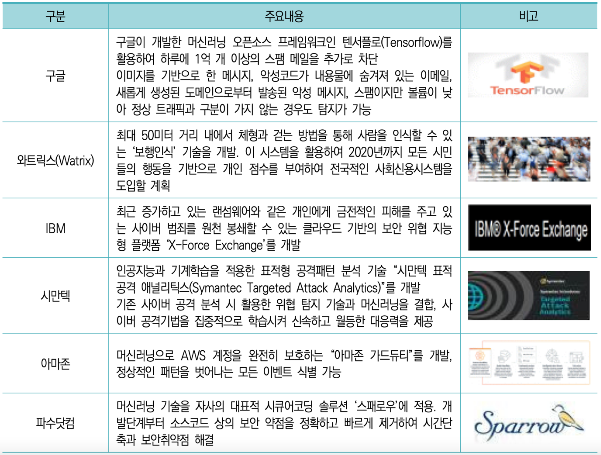 구분 주요내용 비고
구글이 개발한 머신러닝 오픈소스 프레임워크인 텐서플로(Tensorflow)를
활용하여 하루에 1억 개 이상의 스팸 메일을 추가로 차단
구글
이미지를 기반으로 한 메시지, 악성코드가 내용물에 숨겨져 있는 이메일,
새롭게 생성된 도메인으로부터 발송된 악성 메시지, 스팸이지만 볼륨이 낮
아 정상 트래픽과 구분이 가지 않는 경우도 탐지가 가능
TensorFlow
최대 50미터 거리 내에서 체형과 걷는 방법을 통해 사람을 인식할 수 있
는 '보행인식' 기술을 개발. 이 시스템을 활용하여 2020년까지 모든 시민
와트릭스(Watrix)
들의 행동을 기반으로 개인 점수를 부여하여 전국적인 사회신용시스템을
도입할 계획
최근 증가하고 있는 랜섬웨어와 같은 개인에게 금전적인 피해를 주고 있
IBM
는 사이버 범죄를 원천 봉쇄할 수 있는 클라우드 기반의 보안 위협 지능
형 플랫폼 'X-Force Exchange'를 개발
IBM® X-Force Exchange
인공지능과 기계학습을 적용한 표적형 공격패턴 분석 기술 "시만텍 표적
공격 애널리틱스(Symantec Targeted Attack Analytics)"를 개발
시만텍
기존 사이버 공격 분석 시 활용한 위협 탐지 기술과 머신러닝을 결합, 사
이버 공격기법을 집중적으로 학습시켜 신속하고 월등한 대응력을 제공
Targeted
Attack
Analytics
아마존
머신러닝으로 AWS 계정을 완전히 보호하는 "아마존 가드듀티"를 개발,
정상적인 패턴을 벗어나는 모든 이벤트 식별 가능
머신러닝 기술을 자사의 대표적 시큐어코딩 솔루션 '스패로우'에 적용. 개
파수닷컴
발단계부터 소스코드 상의 보안 약점을 정확하고 빠르게 제거하여 시간단
축과 보안취약점 해결
Sparrow